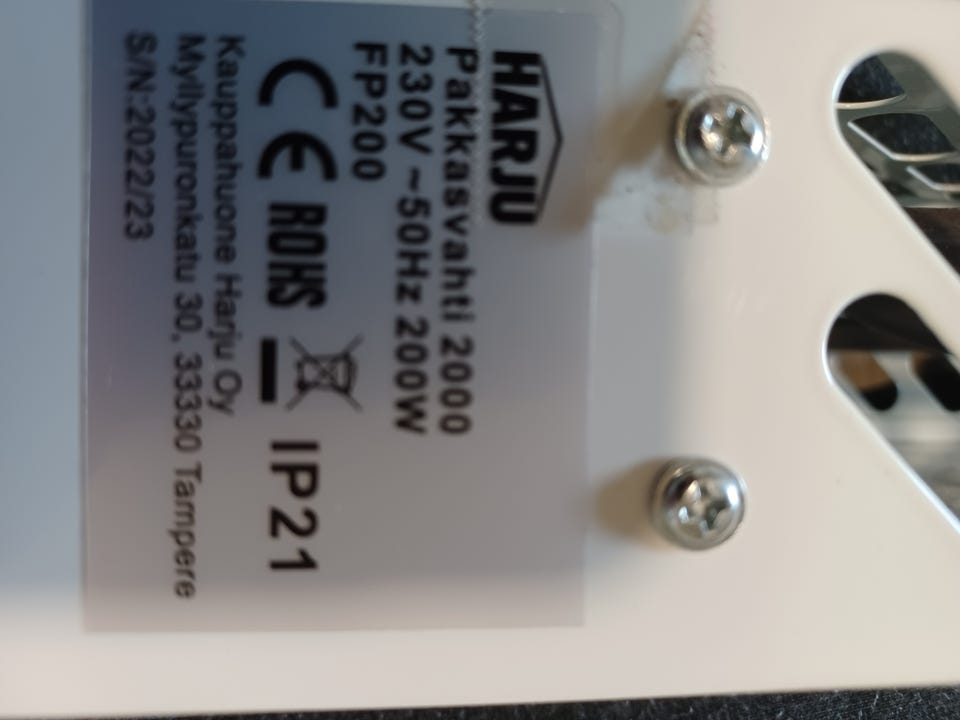 HARJU
Pakkasvahti 2000
230V ~50Hz 200W
FP200
CE ROHS IP21
Kauppahuone Harju Oy
Myllypuronkatu 30, 33330 Tampere
S/N:2022/23